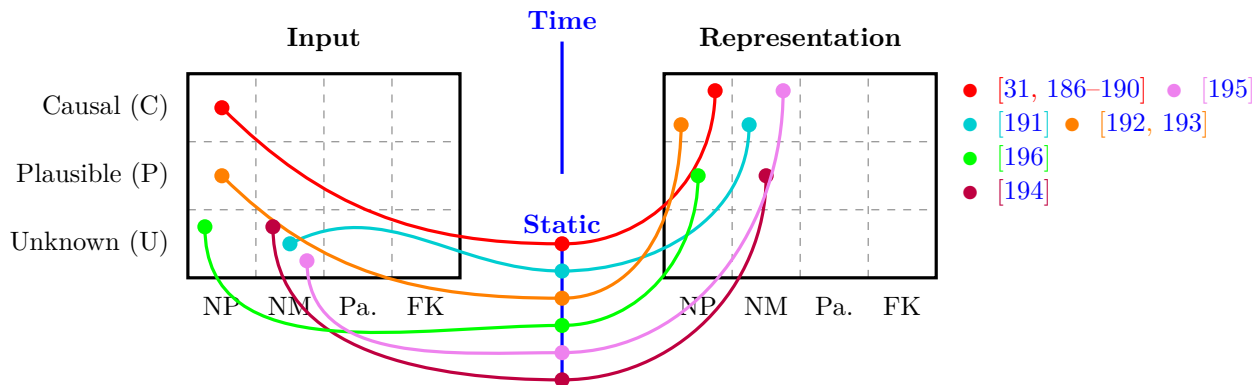 Time
Input
Representation
Causal (C)
Plausible (P)
Unknown (U)
Static
NP NM Pa. FK
NP NM Pa. FK
[31, 186–190] [195]
[191] [192, 193]
[196]
[194]